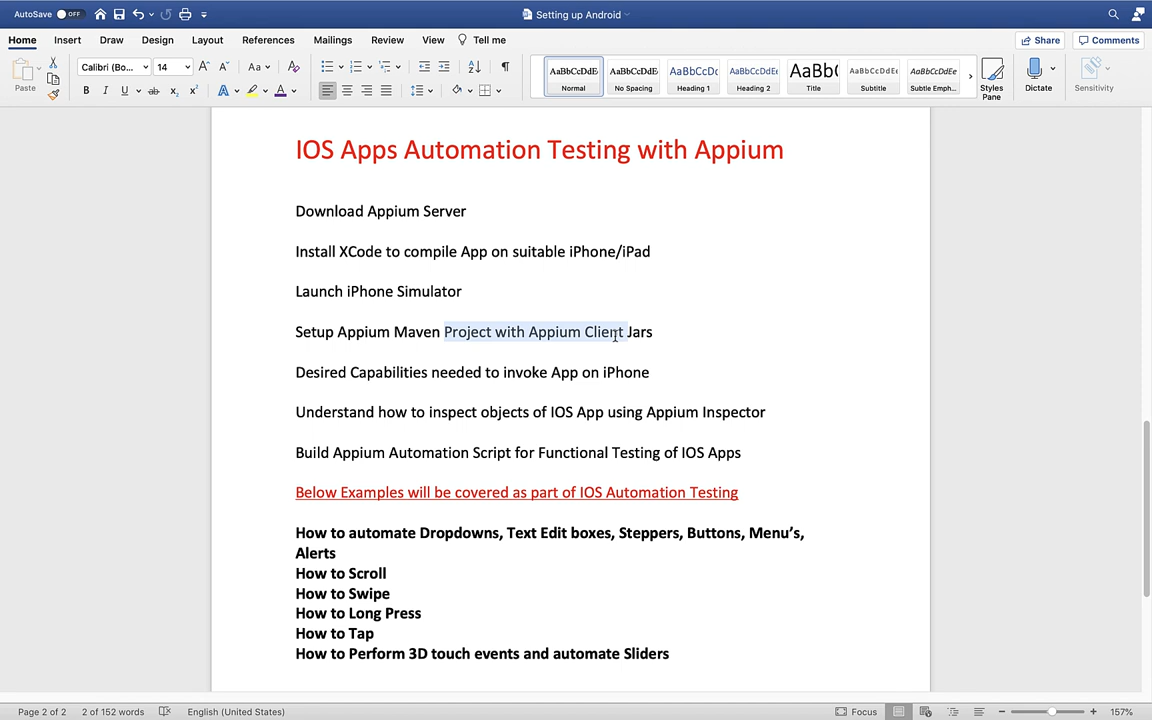 AutoSave OFF
Setting up Android
Home Insert Draw Design Layout References Mailings Review View Tell me Share Comments
Paste
Calibri (Bo... 14 A A Aa A
B I U ab x2 x2 A A
AaBbCcDdE Normal
AaBbCcDdE No Spacing
AaBbCcDc Heading 1
AaBbCcDdEe Heading 2
AaBb( Title
AaBbCcDdEe Subtitle
AaBbCcDdEe Subtle Emph...
Styles Pane
Dictate
Sensitivity
IOS Apps Automation Testing with Appium
Download Appium Server
Install XCode to compile App on suitable iPhone/iPad
Launch iPhone Simulator
Setup Appium Maven Project with Appium Client Jars
Desired Capabilities needed to invoke App on iPhone
Understand how to inspect objects of IOS App using Appium Inspector
Build Appium Automation Script for Functional Testing of IOS Apps
Below Examples will be covered as part of IOS Automation Testing
How to automate Dropdowns, Text Edit boxes, Steppers, Buttons, Menu’s,
Alerts
How to Scroll
How to Swipe
How to Long Press
How to Tap
How to Perform 3D touch events and automate Sliders
Page 2 of 2 2 of 152 words English (United States) Focus 157%